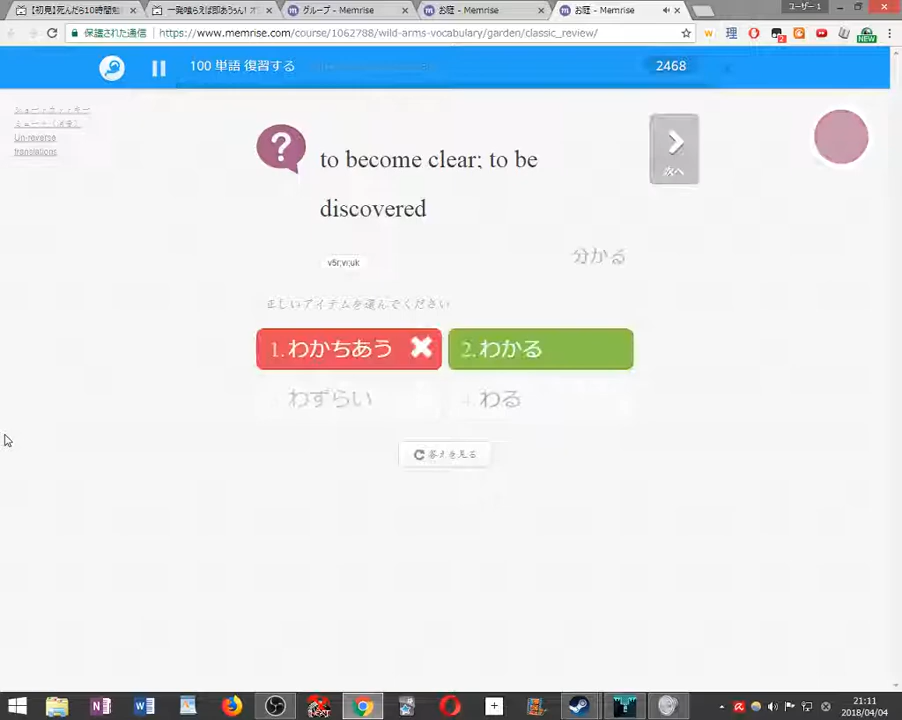 【初見】死んだら10時間勉
一発喰らえば即あうん! オ
グループ - Memrise
お庭 - Memrise
お庭 - Memrise
ユーザー 1
保護された通信
https://www.memrise.com/course/1062788/wild-arms-vocabulary/garden/classic_review/
100 単語 復習する
2468
Un-reverse
translations
to become clear; to be
discovered
次へ
v5r;vi;uk
分かる
正しいアイテムを選んでください
1. わかちあう
2. わかる
わずらい
4. わる
答えを見る
21:11
2018/04/04